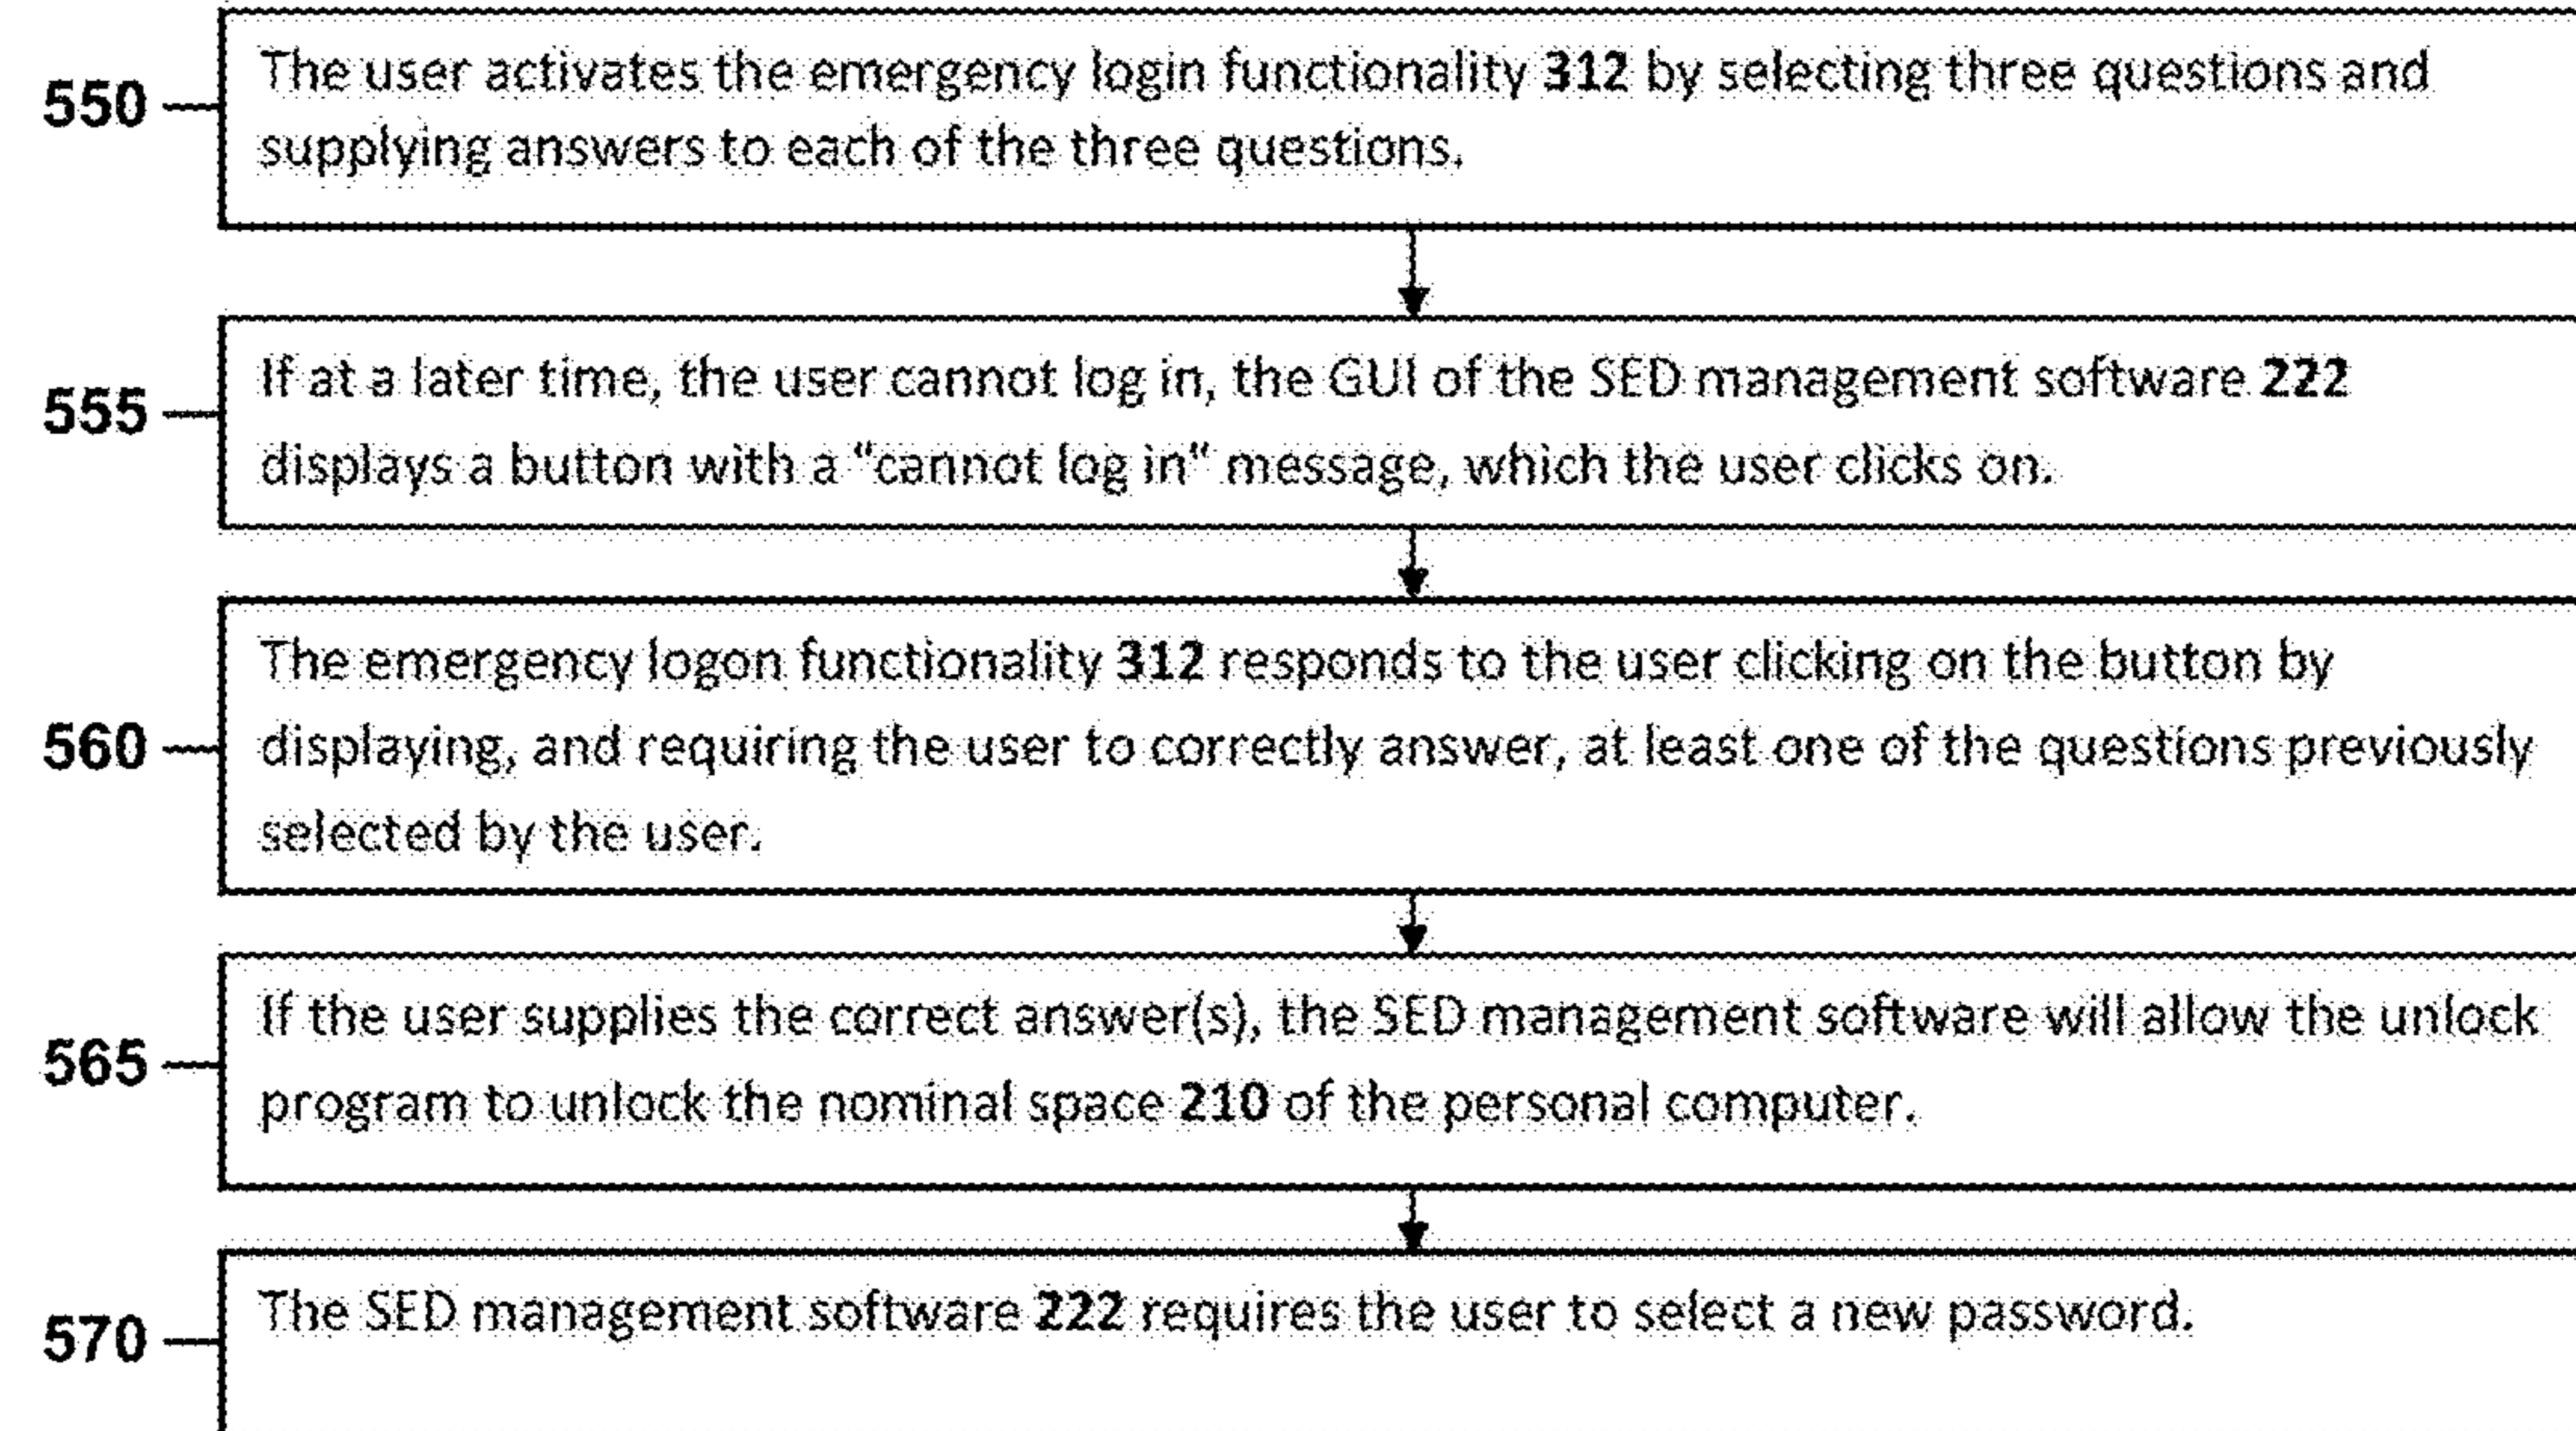 550
The user activates the emergency login functionality 312 by selecting three questions and
supplying answers to each of the three questions.
555
If at a later time, the user cannot log in, the GUI of the SED management software 222
displays a button with a “cannot log in” message, which the user clicks on.
560
The emergency logon functionality 312 responds to the user clicking on the button by
displaying, and requiring the user to correctly answer, at least one of the questions previously
selected by the user.
565
If the user supplies the correct answer(s), the SED management software will allow the unlock
program to unlock the nominal space 210 of the personal computer.
570
The SED management software 222 requires the user to select a new password.